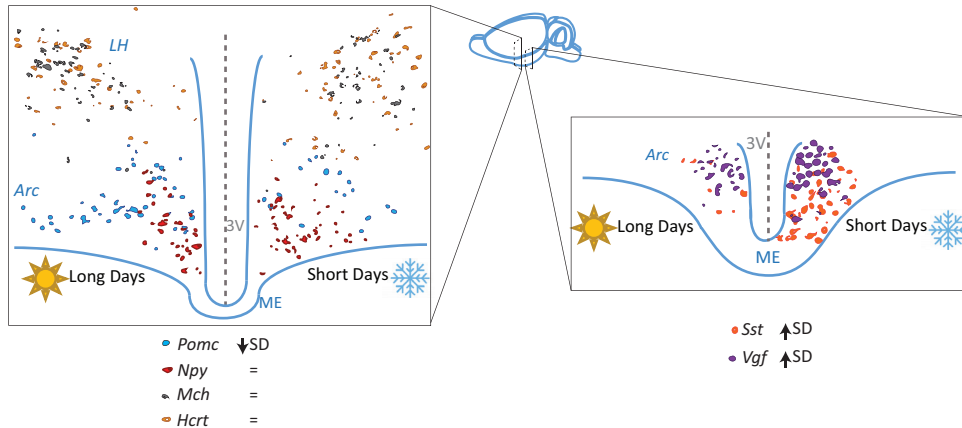 LH
Arc
3V
Long Days
Short Days
ME
Pomc SD
Npy =
Mch =
Hcrt =
3V
Arc
Long Days
Short Days
ME
Sst SD
Vgf SD